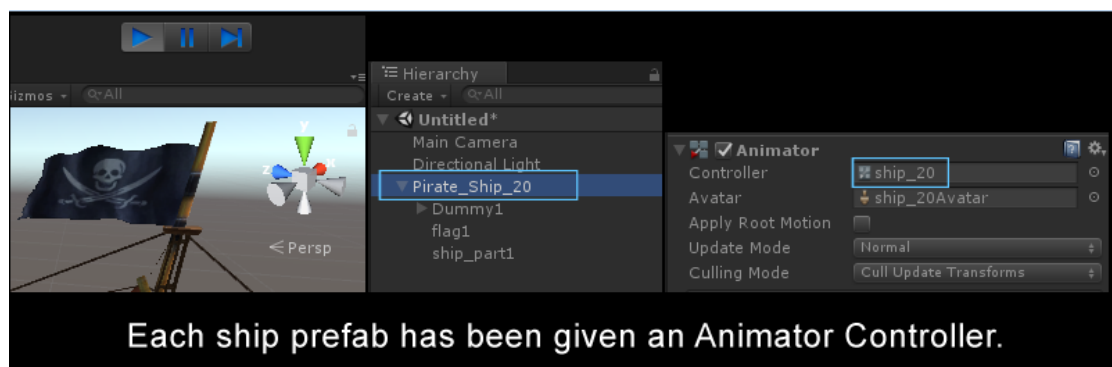 Hierarchy
Gizmos
All
Create
All
Untitled*
Main Camera
Directional Light
Pirate_Ship_20
Dummy1
flag1
ship_part1
y
z
x
Persp
Animator
Controller
ship_20
Avatar
ship_20Avatar
Apply Root Motion
Update Mode
Normal
Culling Mode
Cull Update Transforms
Each ship prefab has been given an Animator Controller.